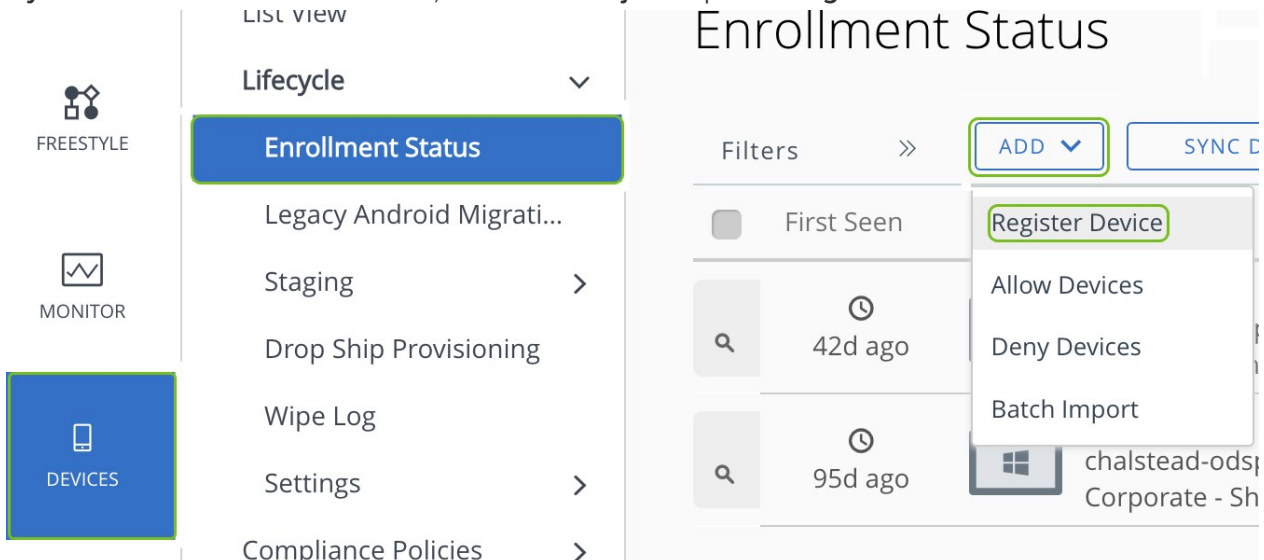 List View
Enrollment Status
Lifecycle
FREESTYLE
Enrollment Status
Filters
ADD
SYNC D
Legacy Android Migrati...
First Seen
Register Device
Staging
Allow Devices
MONITOR
42d ago
Drop Ship Provisioning
Deny Devices
Wipe Log
Batch Import
DEVICES
Settings
95d ago
chalstead-odsp
Corporate - Sh
Compliance Policies